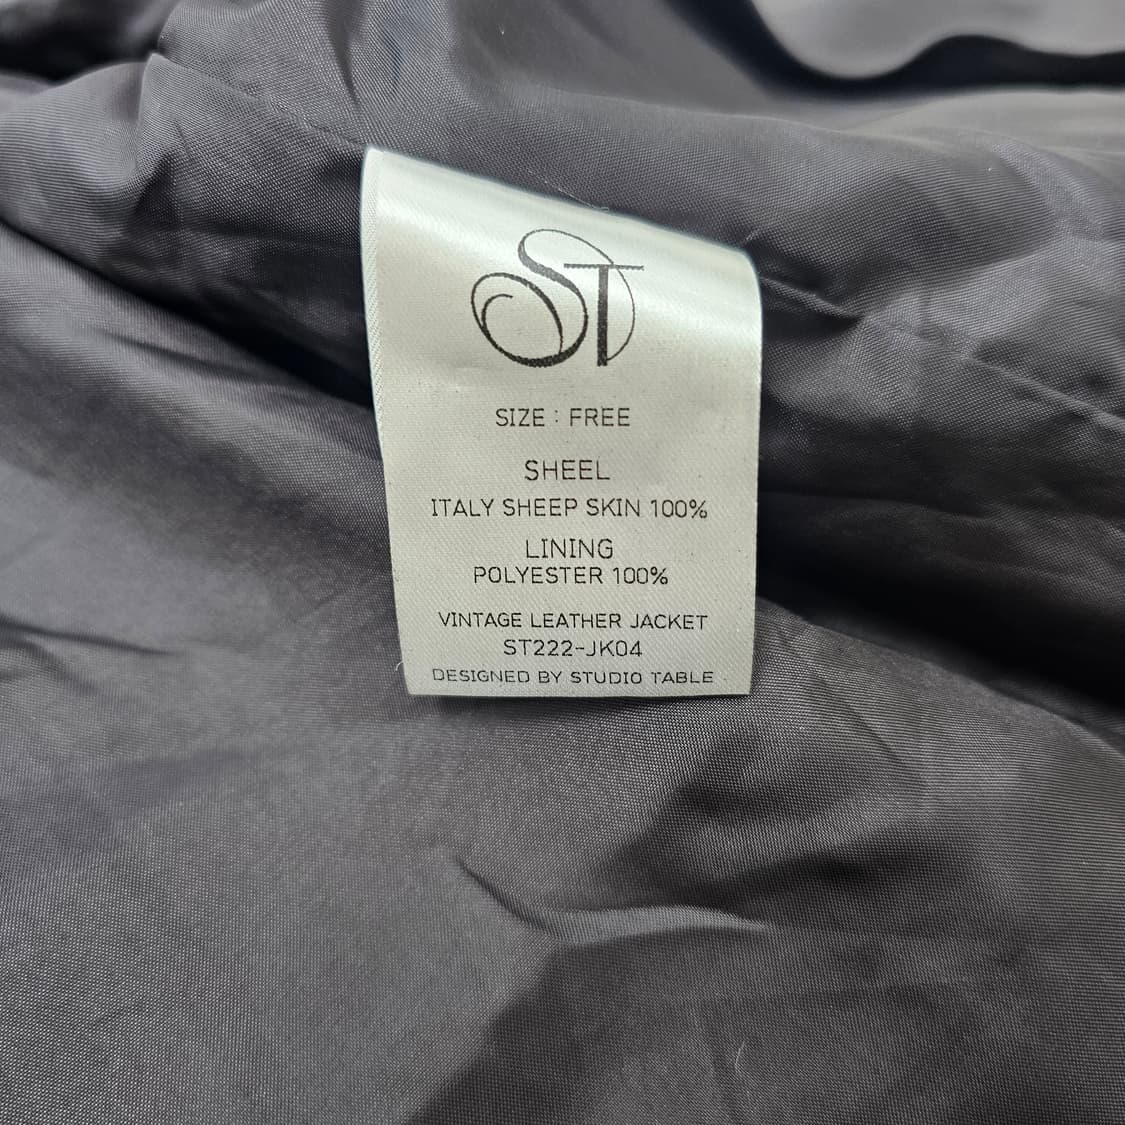 ST
SIZE : FREE
SHEEL
ITALY SHEEP SKIN 100%
LINING
POLYESTER 100%
VINTAGE LEATHER JACKET
ST222-JK04
DESIGNED BY STUDIO TABLE